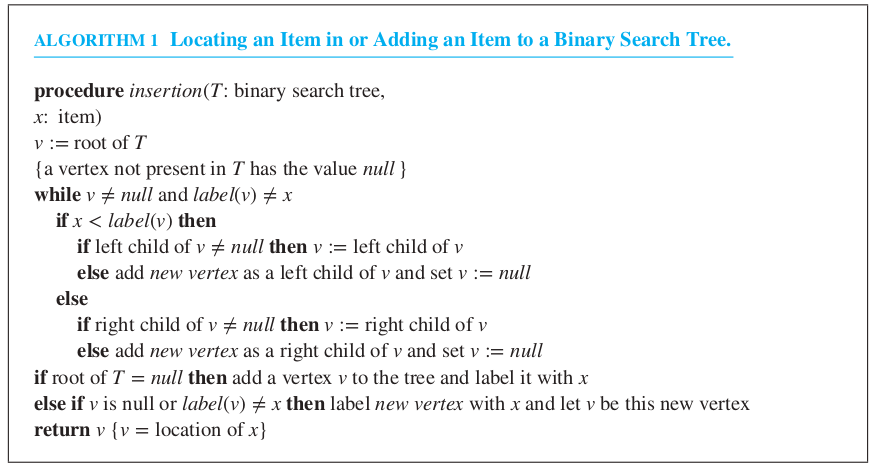 ALGORITHM 1 Locating an Item in or Adding an Item to a Binary Search Tree.
procedure insertion(T: binary search tree,
x: item)
v := root of T
{a vertex not present in T has the value null }
while v ≠ null and label(v) ≠ x
if x < label(v) then
if left child of v ≠ null then v := left child of v
else add new vertex as a left child of v and set v := null
else
if right child of v ≠ null then v := right child of v
else add new vertex as a right child of v and set v := null
if root of T = null then add a vertex v to the tree and label it with x
else if v is null or label(v) ≠ x then label new vertex with x and let v be this new vertex
return v {v = location of x}